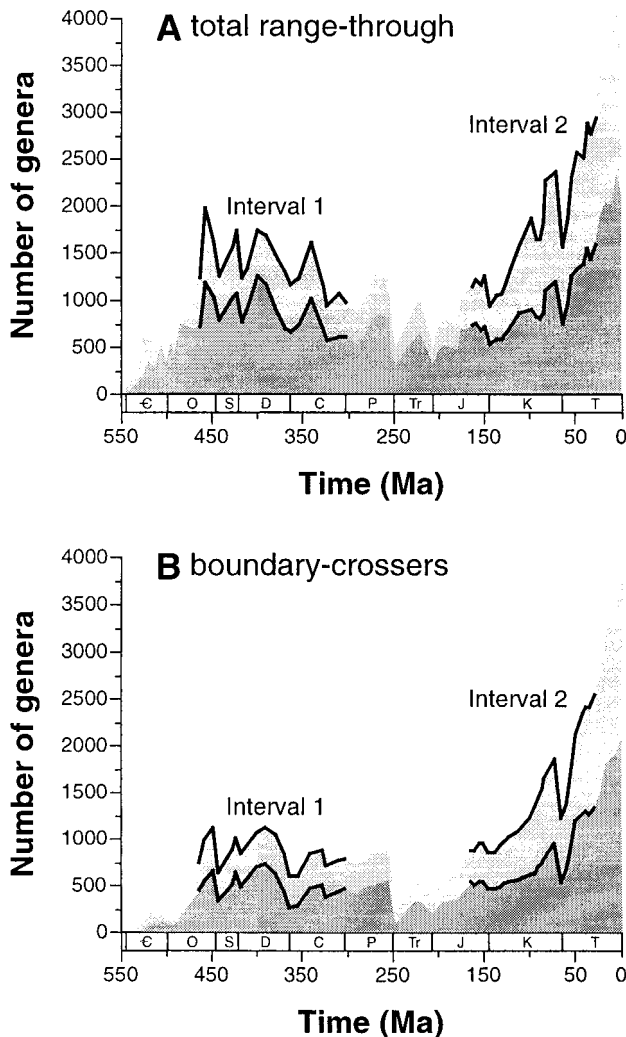 A total range-through
Number of genera
4000
3500
3000
2500
2000
1500
1000
500
0
Interval 1
Interval 2
Є O S D C P Tr J K T
550 450 350 250 150 50 0
Time (Ma)
B boundary-crossers
Number of genera
4000
3500
3000
2500
2000
1500
1000
500
0
Interval 1
Interval 2
Є O S D C P Tr J K T
550 450 350 250 150 50 0
Time (Ma)